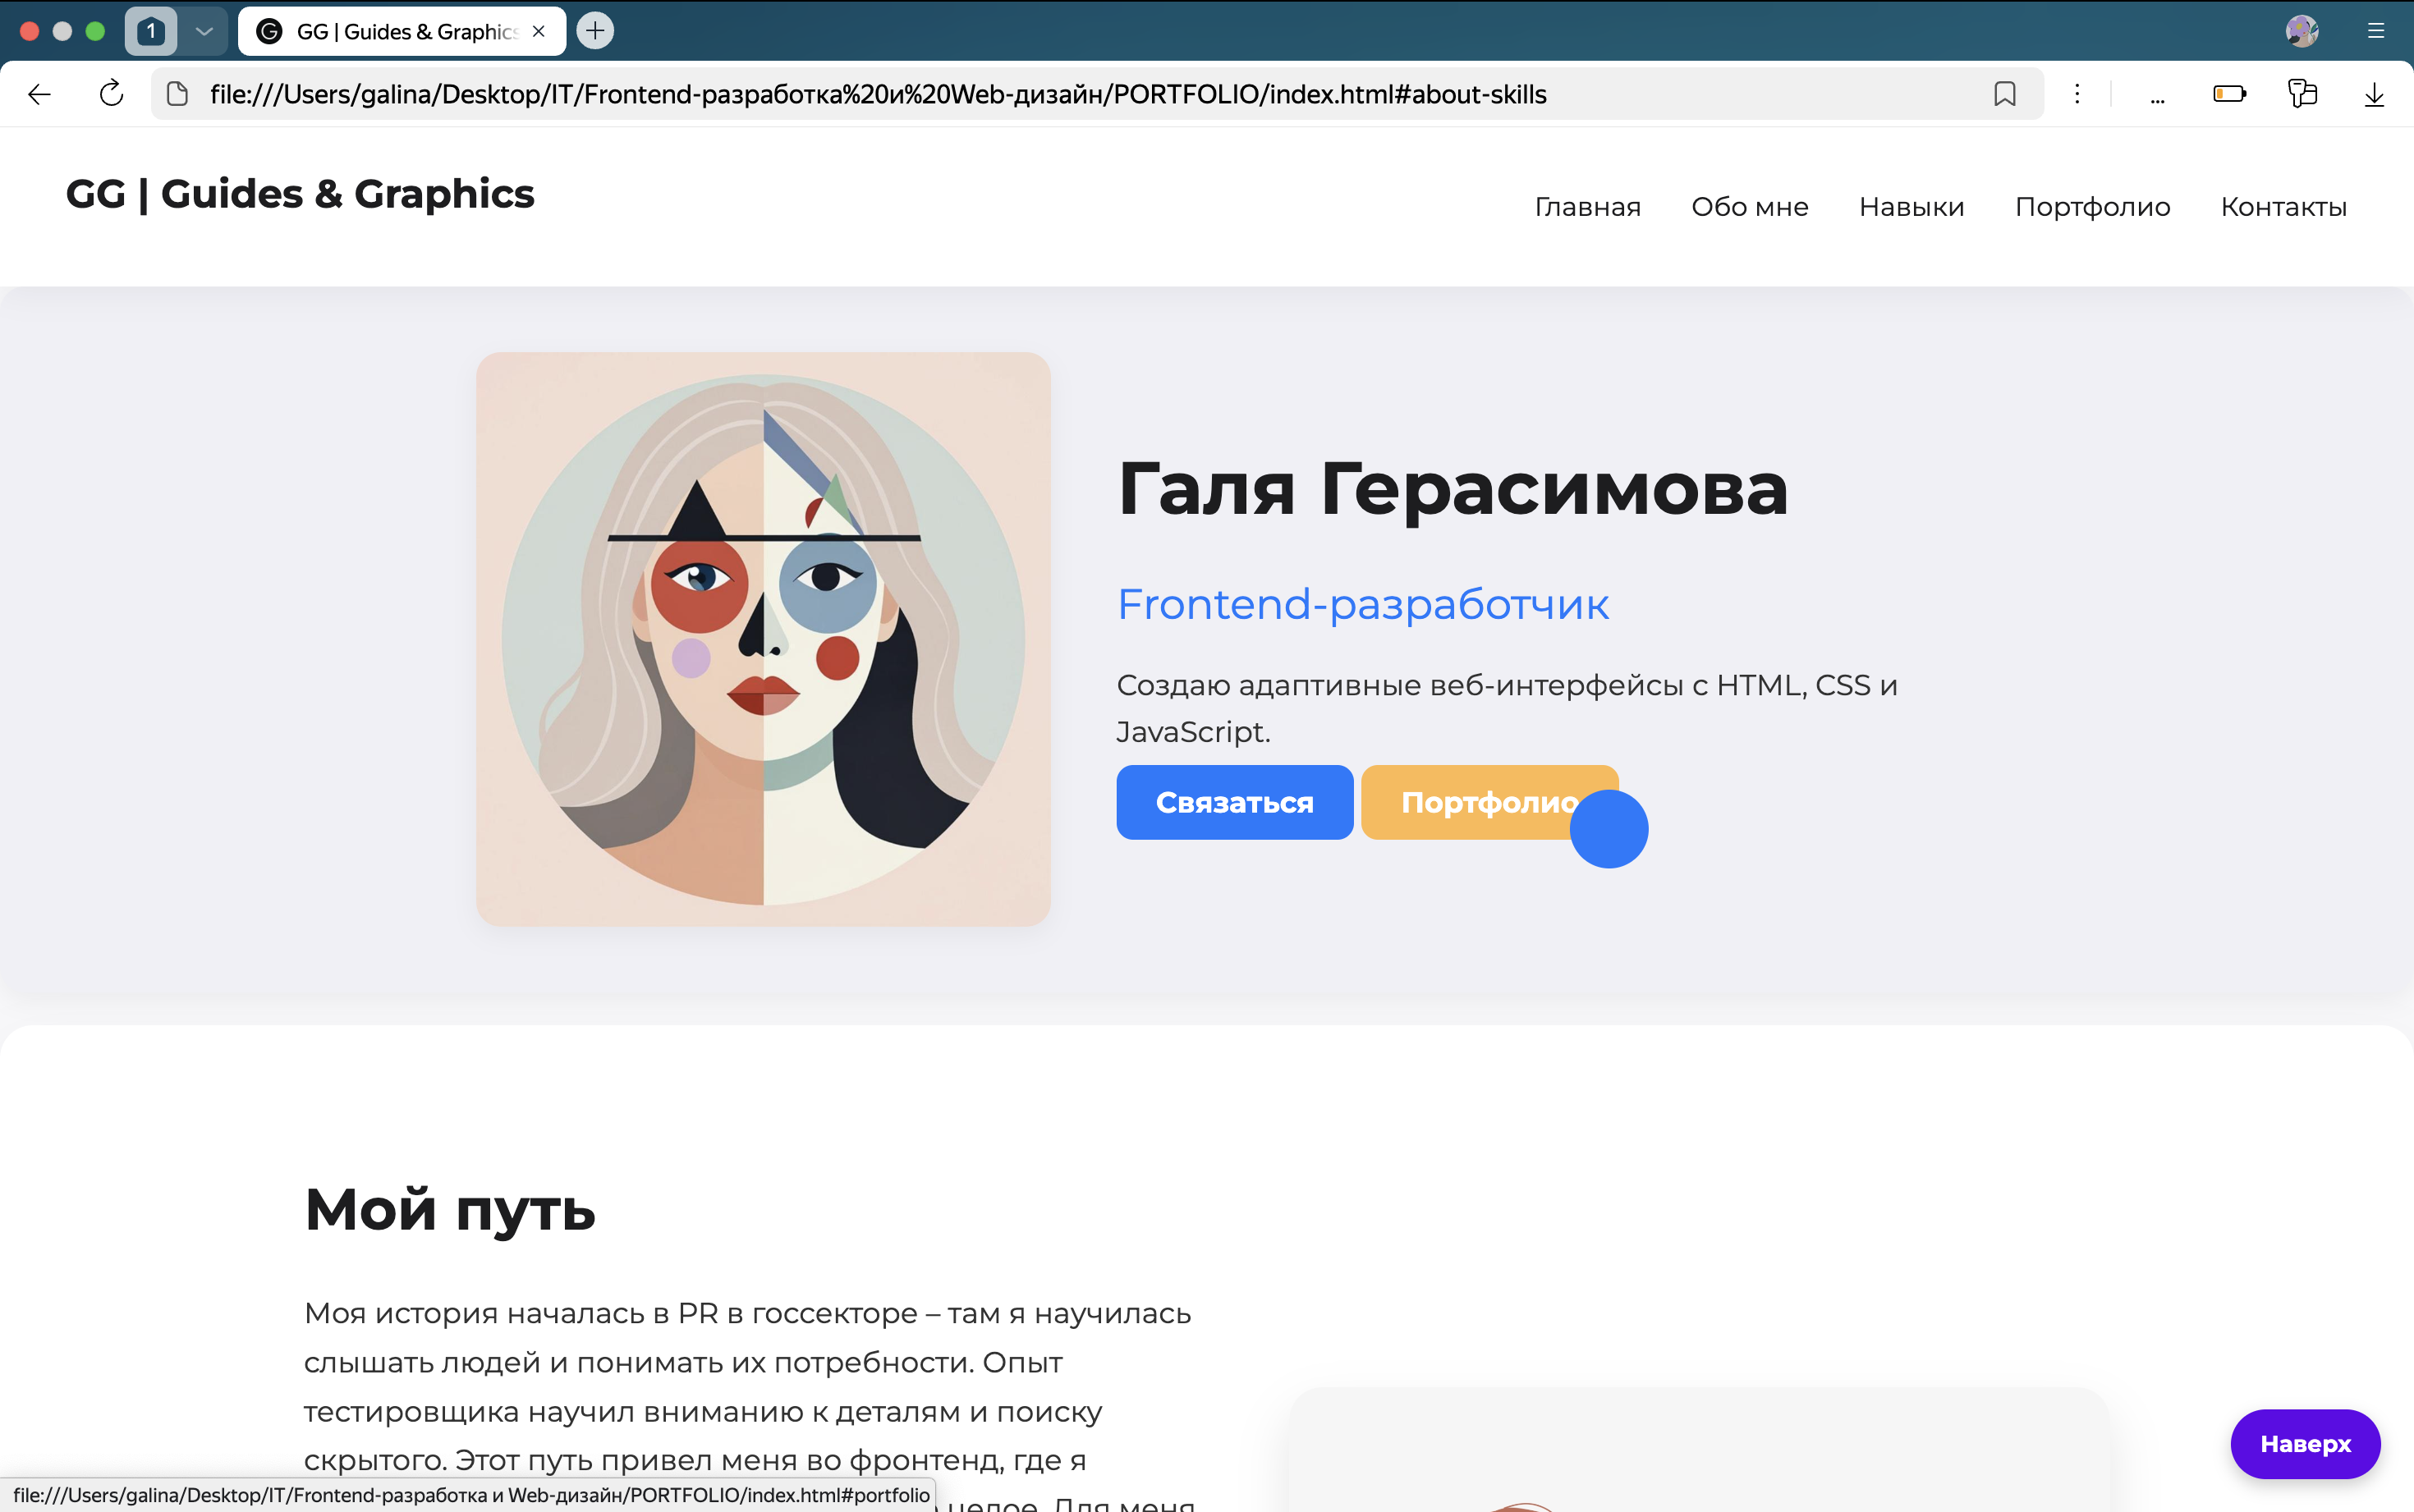 1
GG | Guides & Graphics
file:///Users/galina/Desktop/IT/Frontend-разработка%20и%20Web-дизайн/PORTFOLIO/index.html#about-skills
GG | Guides & Graphics
Главная Обо мне Навыки Портфолио Контакты
Галя Герасимова
Frontend-разработчик
Создаю адаптивные веб-интерфейсы с HTML, CSS и
JavaScript.
Связаться Портфолио
Мой путь
Моя история началась в PR в госсекторе – там я научилась
слышать людей и понимать их потребности. Опыт
тестировщика научил вниманию к деталям и поиску
скрытого. Этот путь привел меня во фронтенд, где я
целое. Для меня
Наверх
file:///Users/galina/Desktop/IT/Frontend-разработка и Web-дизайн/PORTFOLIO/index.html#portfolio